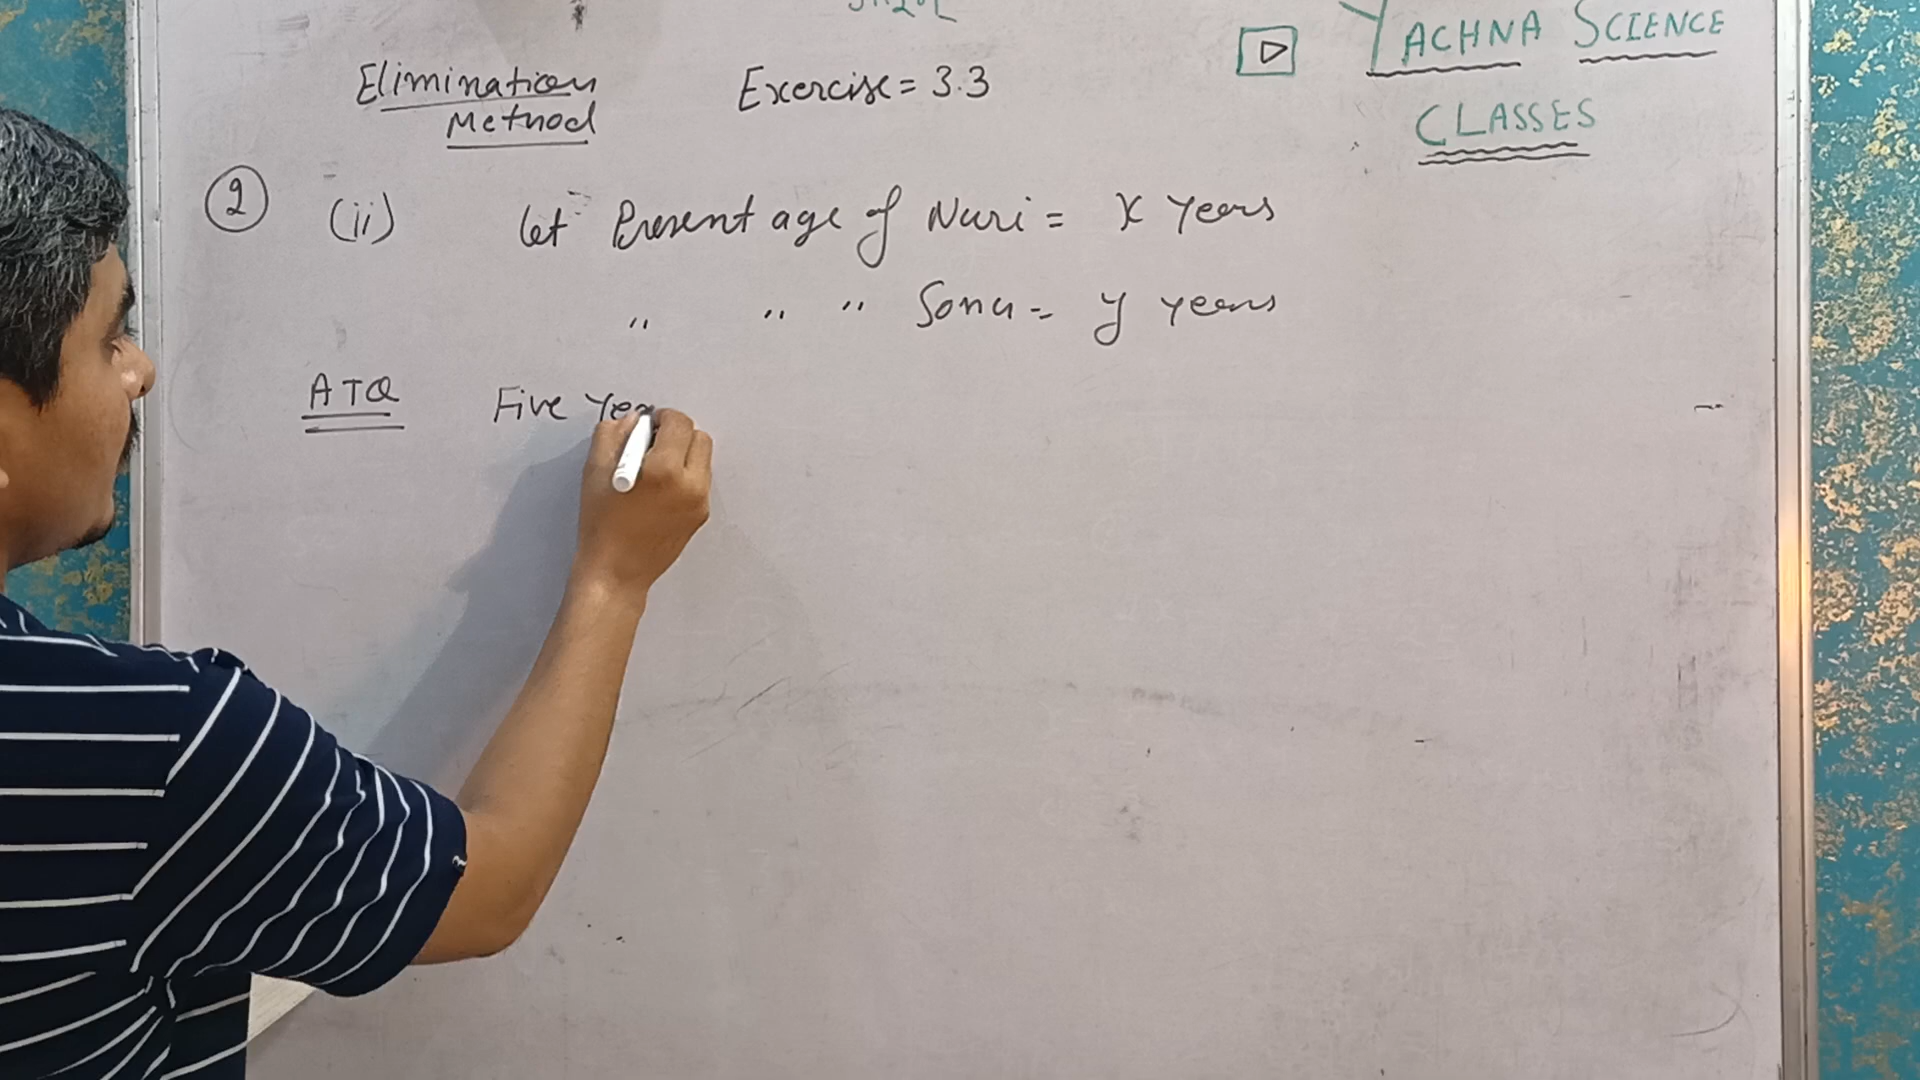 YACHNA SCIENCE
CLASSES
Elimination Exercise = 3.3
Method
2 (ii) let Present age of Nuri = x Years
" " " Sonu = y years
ATQ Five Yea